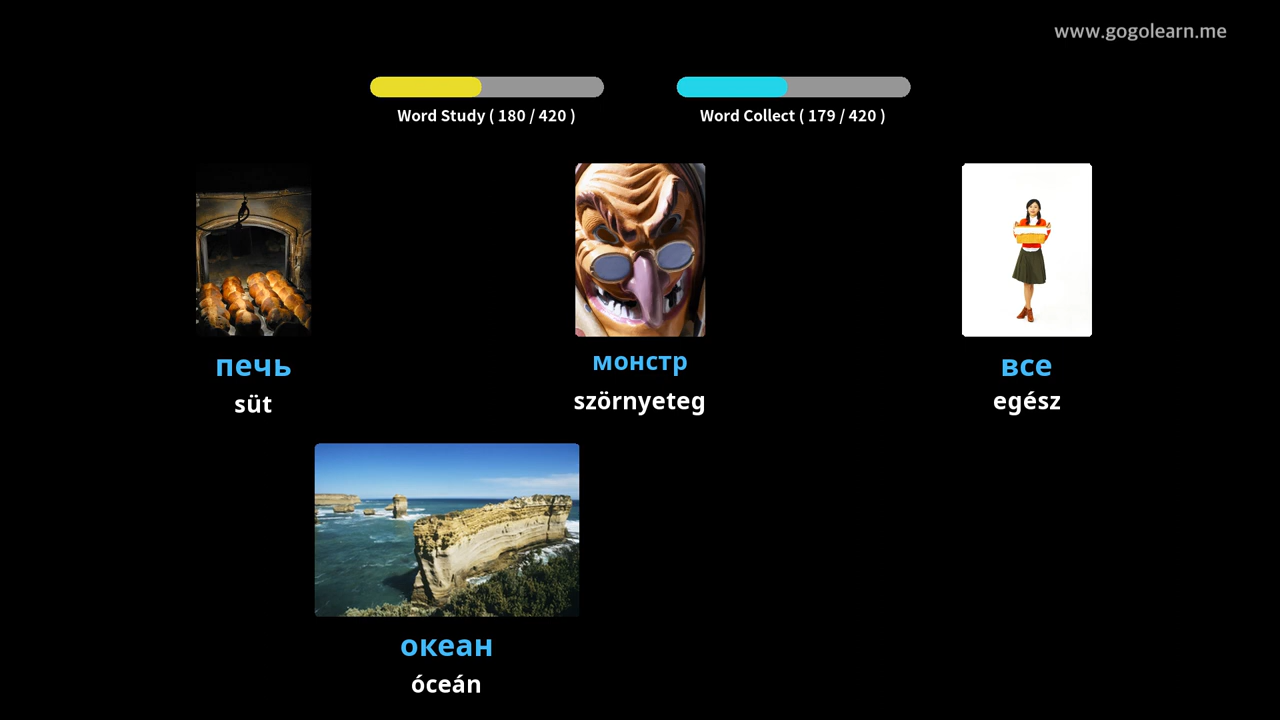 www.gogolearn.me
Word Study ( 180 / 420 )
Word Collect ( 179 / 420 )
печь
süt
монстр
szörnyeteg
все
egész
океан
óceán